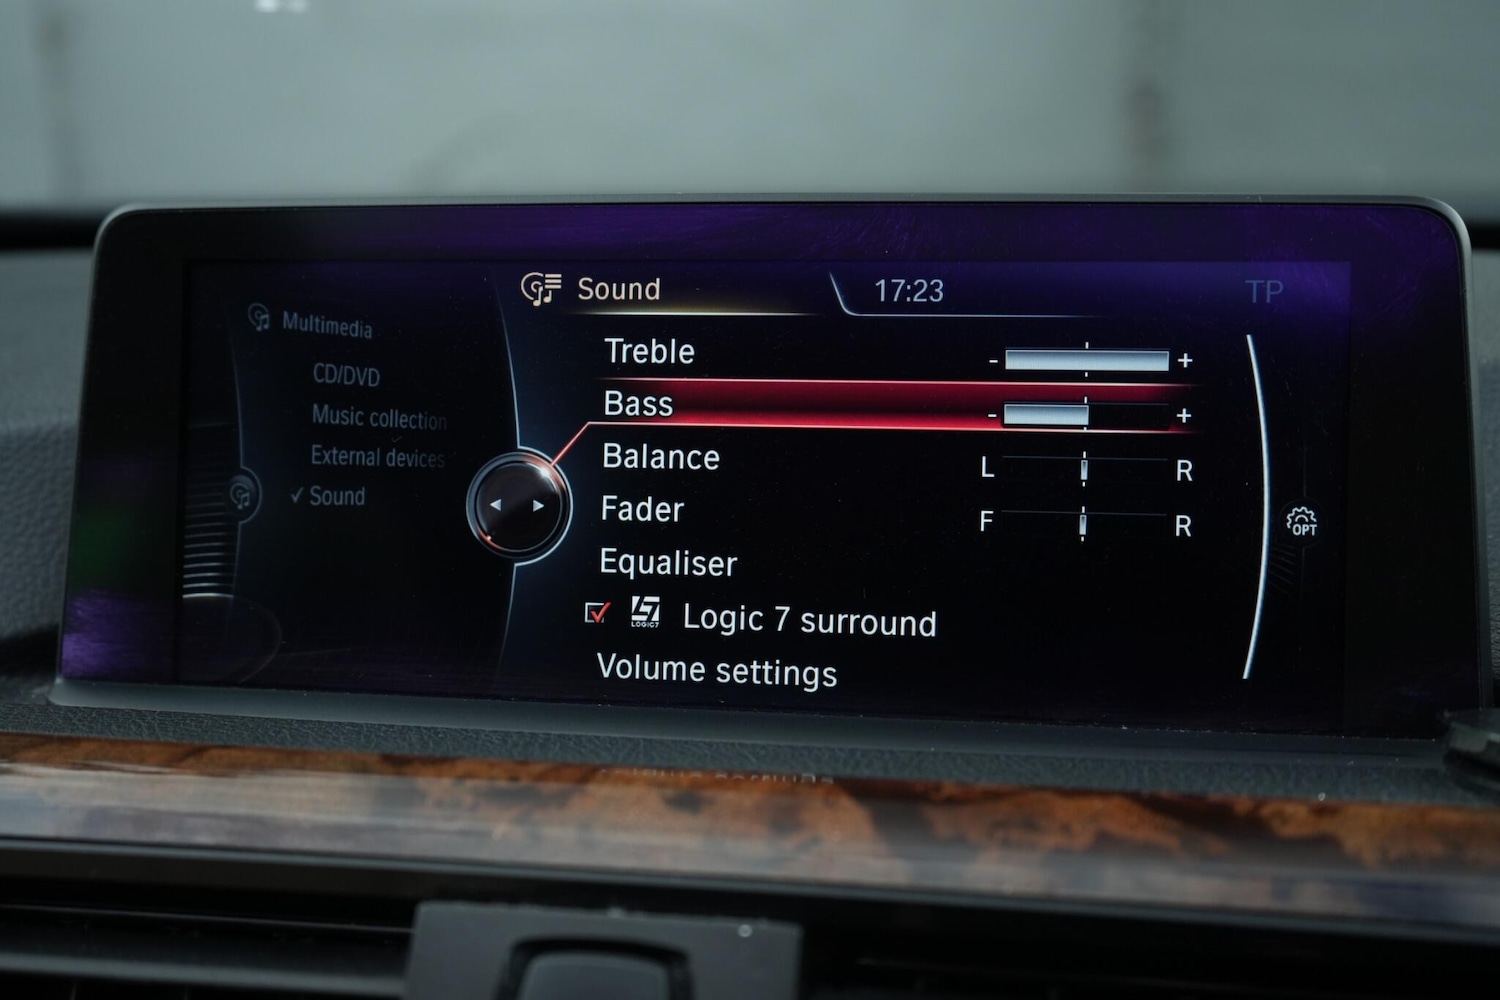 Sound 17:23 TP
Multimedia
CD/DVD
Music collection
External devices
✓ Sound
Treble - +
Bass - +
Balance L R
Fader F R
Equaliser
LOGIC7 Logic 7 surround
Volume settings
OPT